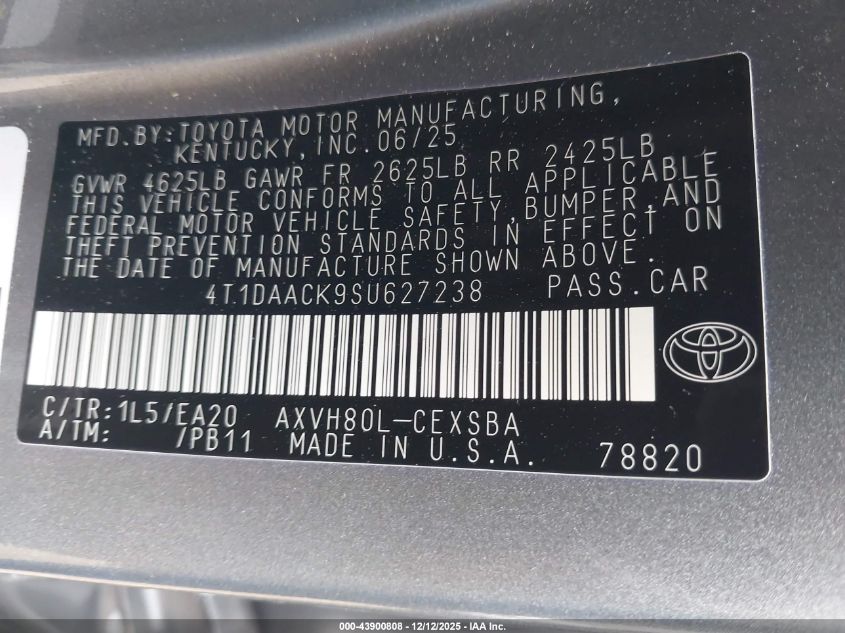 MFD.BY:TOYOTA MOTOR MANUFACTURING,
KENTUCKY,INC.06/25
GVWR 4625LB GAWR FR 2625LB RR 2425LB
THIS VEHICLE CONFORMS TO ALL APPLICABLE
FEDERAL MOTOR VEHICLE SAFETY,BUMPER,AND
THEFT PREVENTION STANDARDS IN EFFECT ON
THE DATE OF MANUFACTURE SHOWN ABOVE.
4T1DAACK9SU627238 PASS.CAR
C/TR:1L5/EA20 AXVH80L-CEXSBA
A/TM: /PB11 MADE IN U.S.A. 78820
000-43900808 - 12/12/2025 - IAA Inc.